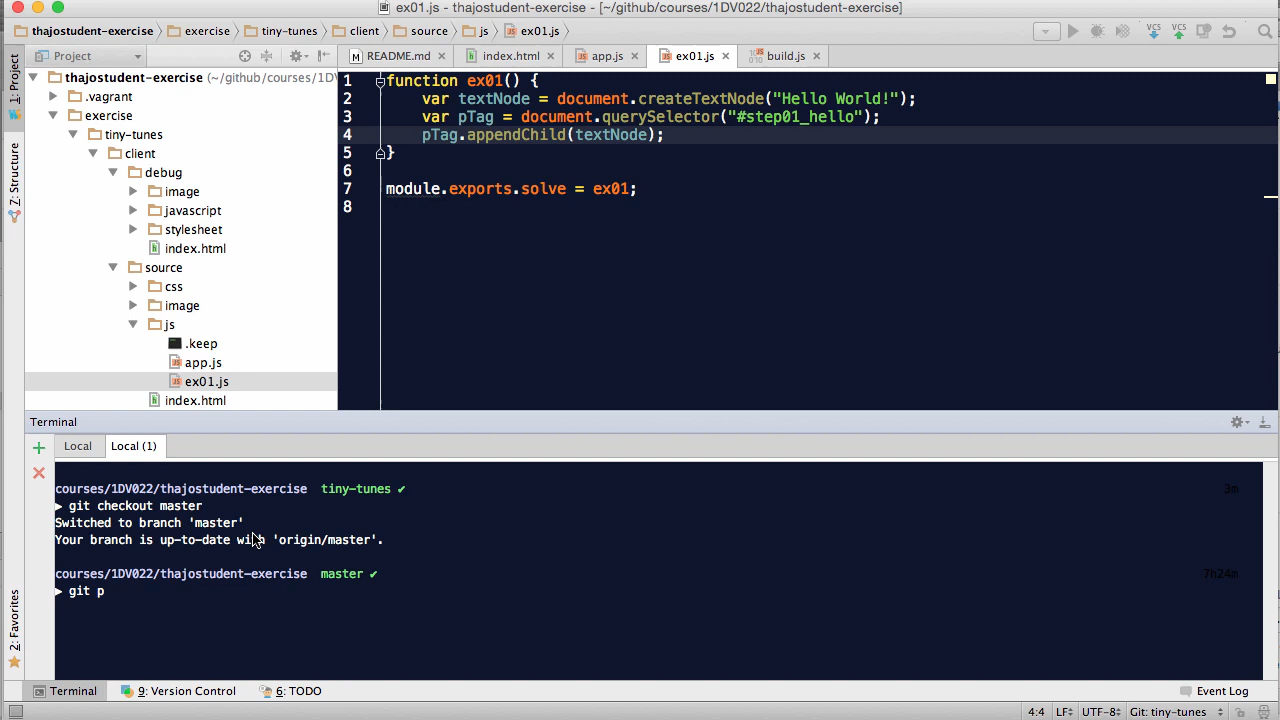 ex01.js - thajostudent-exercise - [~/github/courses/1DV022/thajostudent-exercise]
thajostudent-exercise exercise tiny-tunes client source js ex01.js
1: Project
Z: Structure
2: Favorites
Project
README.md index.html app.js ex01.js build.js
thajostudent-exercise (~/github/courses/1D
.vagrant
exercise
tiny-tunes
client
debug
image
javascript
stylesheet
index.html
source
css
image
js
.keep
app.js
ex01.js
index.html
1 function ex01() {
2 var textNode = document.createTextNode("Hello World!");
3 var pTag = document.querySelector("#step01_hello");
4 pTag.appendChild(textNode);
5 }
6
7 module.exports.solve = ex01;
8
VCS VCS
Terminal
Local Local (1)
courses/1DV022/thajostudent-exercise tiny-tunes ✔ 3m
▶ git checkout master
Switched to branch 'master'
Your branch is up-to-date with 'origin/master'.
courses/1DV022/thajostudent-exercise master ✔ 7h24m
▶ git p
Terminal 9: Version Control 6: TODO Event Log
4:4 LF UTF-8 Git: tiny-tunes